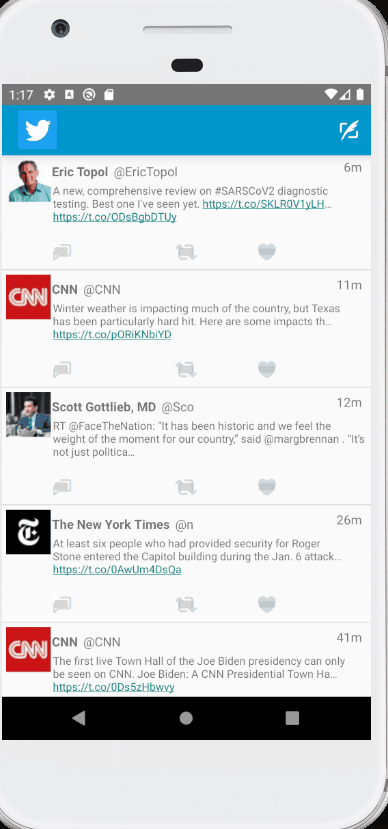 1:17
6m
Eric Topol @EricTopol
A new, comprehensive review on #SARSCoV2 diagnostic
testing. Best one I've seen yet. https://t.co/SKLR0V1yLH…
https://t.co/ODsBgbDTUy
11m
CNN
CNN @CNN
Winter weather is impacting much of the country, but Texas
has been particularly hard hit. Here are some impacts th…
https://t.co/pORiKNbiYD
12m
Scott Gottlieb, MD @Sco
RT @FaceTheNation: “It has been historic and we feel the
weight of the moment for our country,” said @margbrennan . “It's
not just politica…
26m
The New York Times @n
At least six people who had provided security for Roger
Stone entered the Capitol building during the Jan. 6 attack…
https://t.co/0AwUm4DsQa
41m
CNN
CNN @CNN
The first live Town Hall of the Joe Biden presidency can only
be seen on CNN. Joe Biden: A CNN Presidential Town Ha…
https://t.co/0Ds5zHbwvy